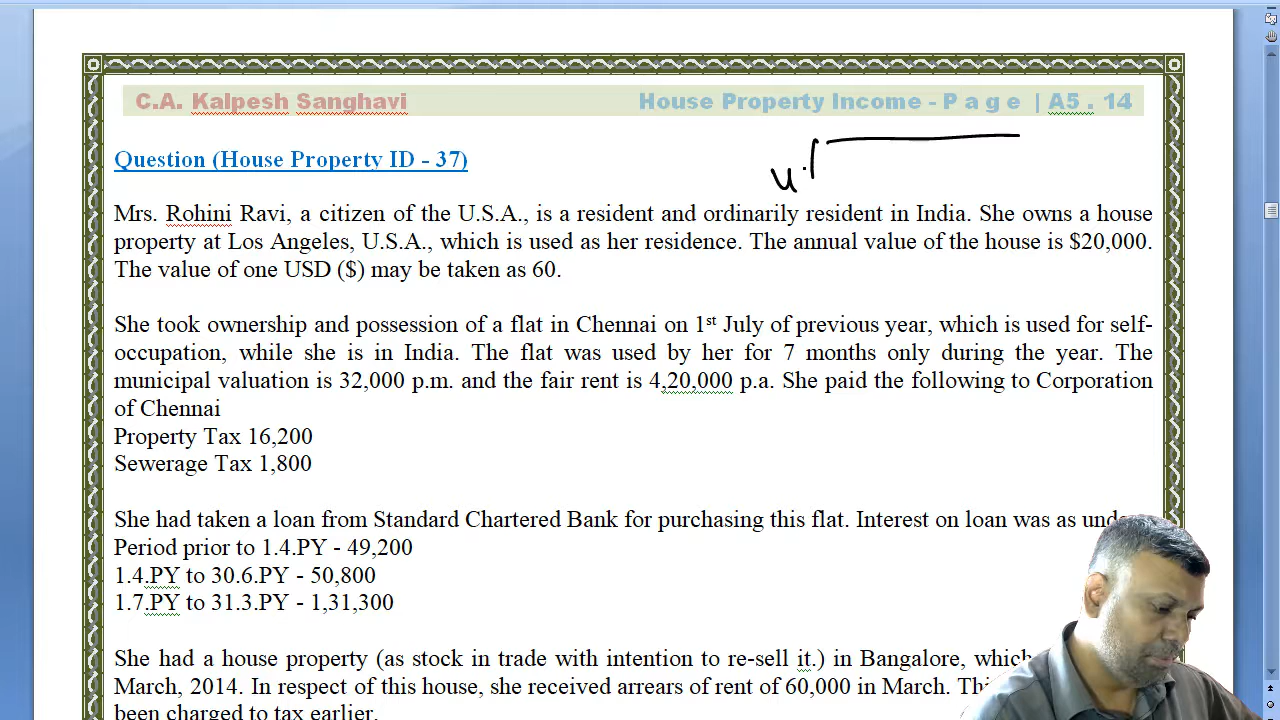 C.A. Kalpesh Sanghavi House Property Income - P a g e | A5 . 14
Question (House Property ID - 37)
Mrs. Rohini Ravi, a citizen of the U.S.A., is a resident and ordinarily resident in India. She owns a house
property at Los Angeles, U.S.A., which is used as her residence. The annual value of the house is $20,000.
The value of one USD ($) may be taken as 60.
She took ownership and possession of a flat in Chennai on 1st July of previous year, which is used for self-
occupation, while she is in India. The flat was used by her for 7 months only during the year. The
municipal valuation is 32,000 p.m. and the fair rent is 4,20,000 p.a. She paid the following to Corporation
of Chennai
Property Tax 16,200
Sewerage Tax 1,800
She had taken a loan from Standard Chartered Bank for purchasing this flat. Interest on loan was as
Period prior to 1.4.PY - 49,200
1.4.PY to 30.6.PY - 50,800
1.7.PY to 31.3.PY - 1,31,300
She had a house property (as stock in trade with intention to re-sell it.) in Bangalore,
March, 2014. In respect of this house, she received arrears of rent of 60,000 in March.
been charged to tax earlier.